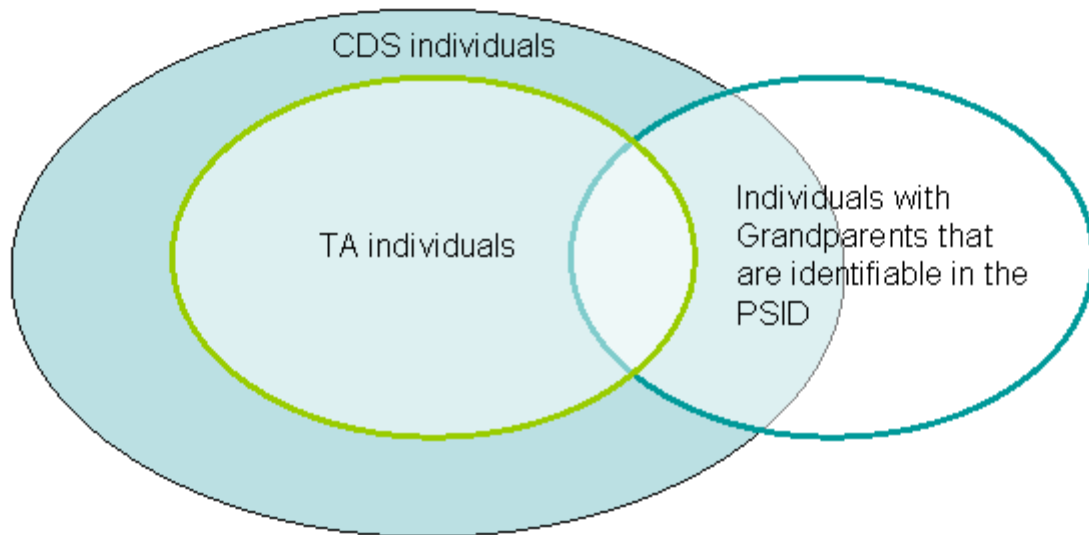 CDS individuals
TA individuals
Individuals with
Grandparents that
are identifiable in the
PSID